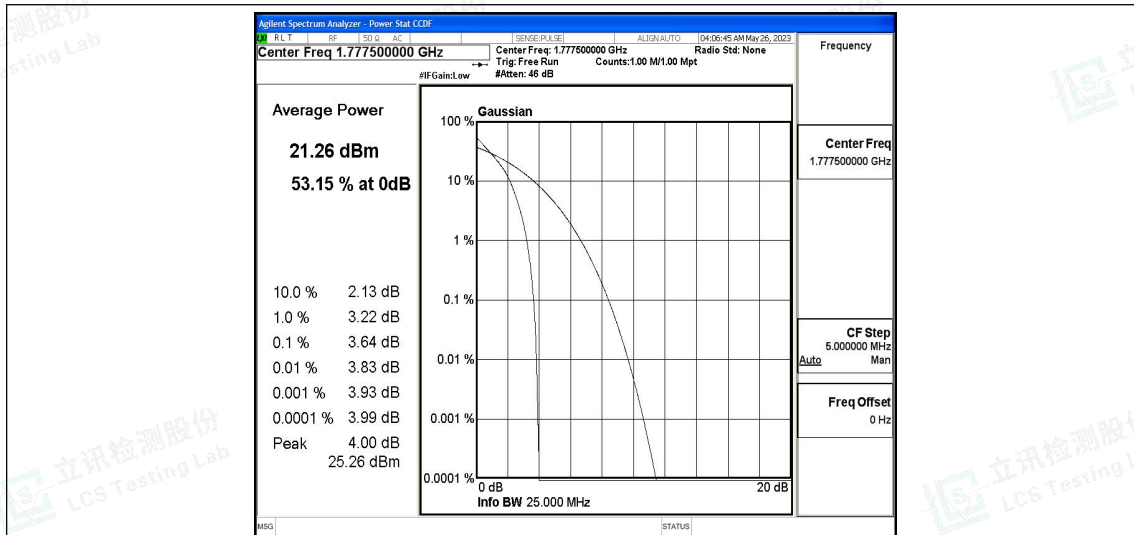 Agilent Spectrum Analyzer - Power Stat CCDF
LXI RL T RF 50 Ω AC SENSE:PULSE ALIGN AUTO 04:06:45 AM May 26, 2023
Center Freq 1.777500000 GHz
Center Freq: 1.777500000 GHz Radio Std: None
Trig: Free Run Counts:1.00 M/1.00 Mpt
#IFGain:Low #Atten: 46 dB
Frequency
Average Power
21.26 dBm
53.15 % at 0dB
10.0 % 2.13 dB
1.0 % 3.22 dB
0.1 % 3.64 dB
0.01 % 3.83 dB
0.001 % 3.93 dB
0.0001 % 3.99 dB
Peak 4.00 dB
25.26 dBm
Gaussian
100 %
10 %
1 %
0.1 %
0.01 %
0.001 %
0.0001 %
0 dB 20 dB
Info BW 25.000 MHz
Center Freq
1.777500000 GHz
CF Step
5.000000 MHz
Auto Man
Freq Offset
0 Hz
MSG STATUS
立讯检测股份
LCS Testing Lab